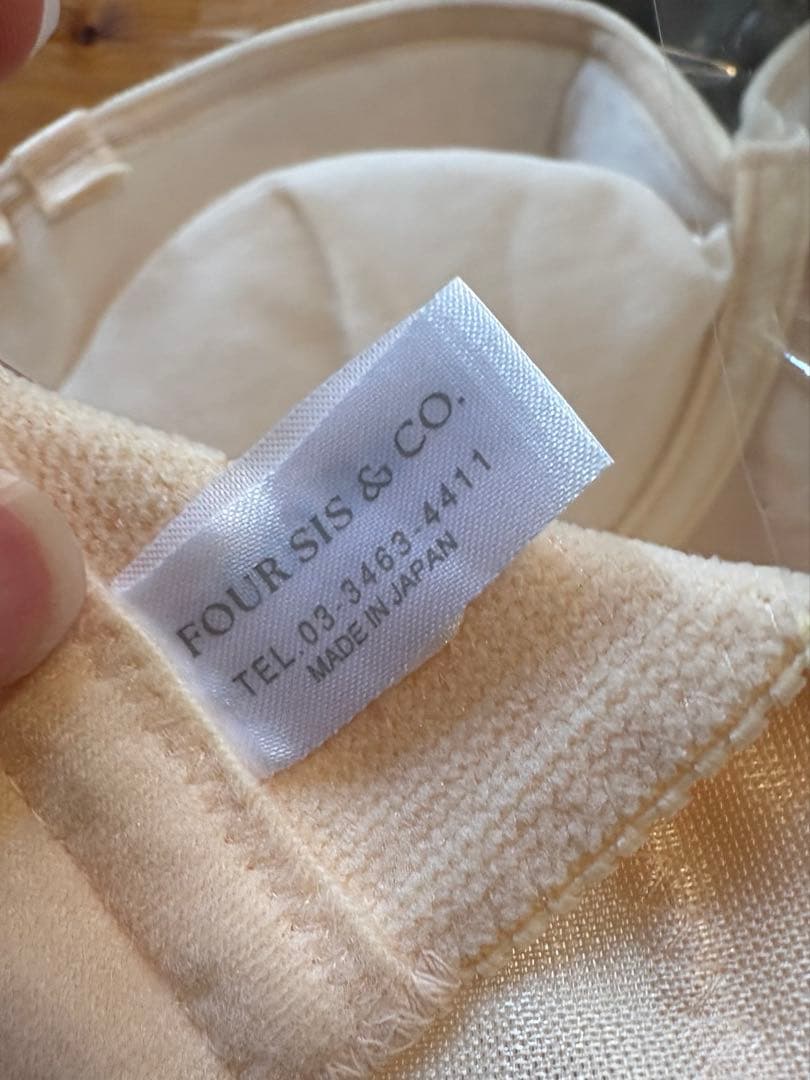 FOUR SIS & CO.
TEL.03-3463-4411
MADE IN JAPAN